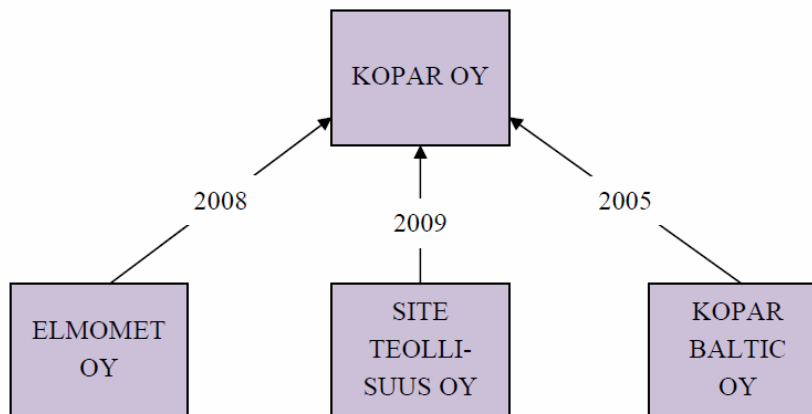 KOPAR OY
2008
2009
2005
ELMOMET
OY
SITE
TEOLLI-
SUUS OY
KOPAR
BALTIC
OY